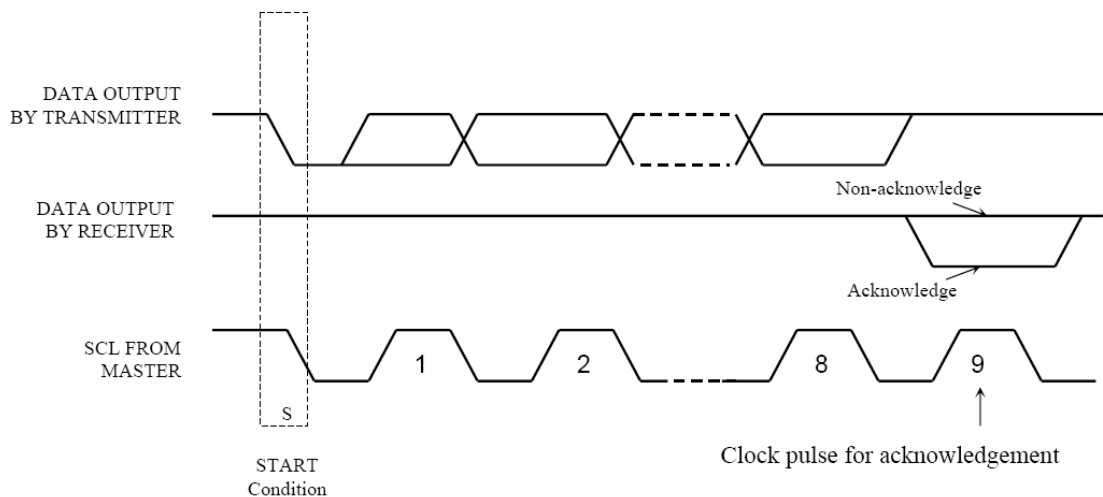 DATA OUTPUT
BY TRANSMITTER
Non-acknowledge
DATA OUTPUT
BY RECEIVER
Acknowledge
SCL FROM
MASTER
1
2
8
9
S
START
Condition
Clock pulse for acknowledgement